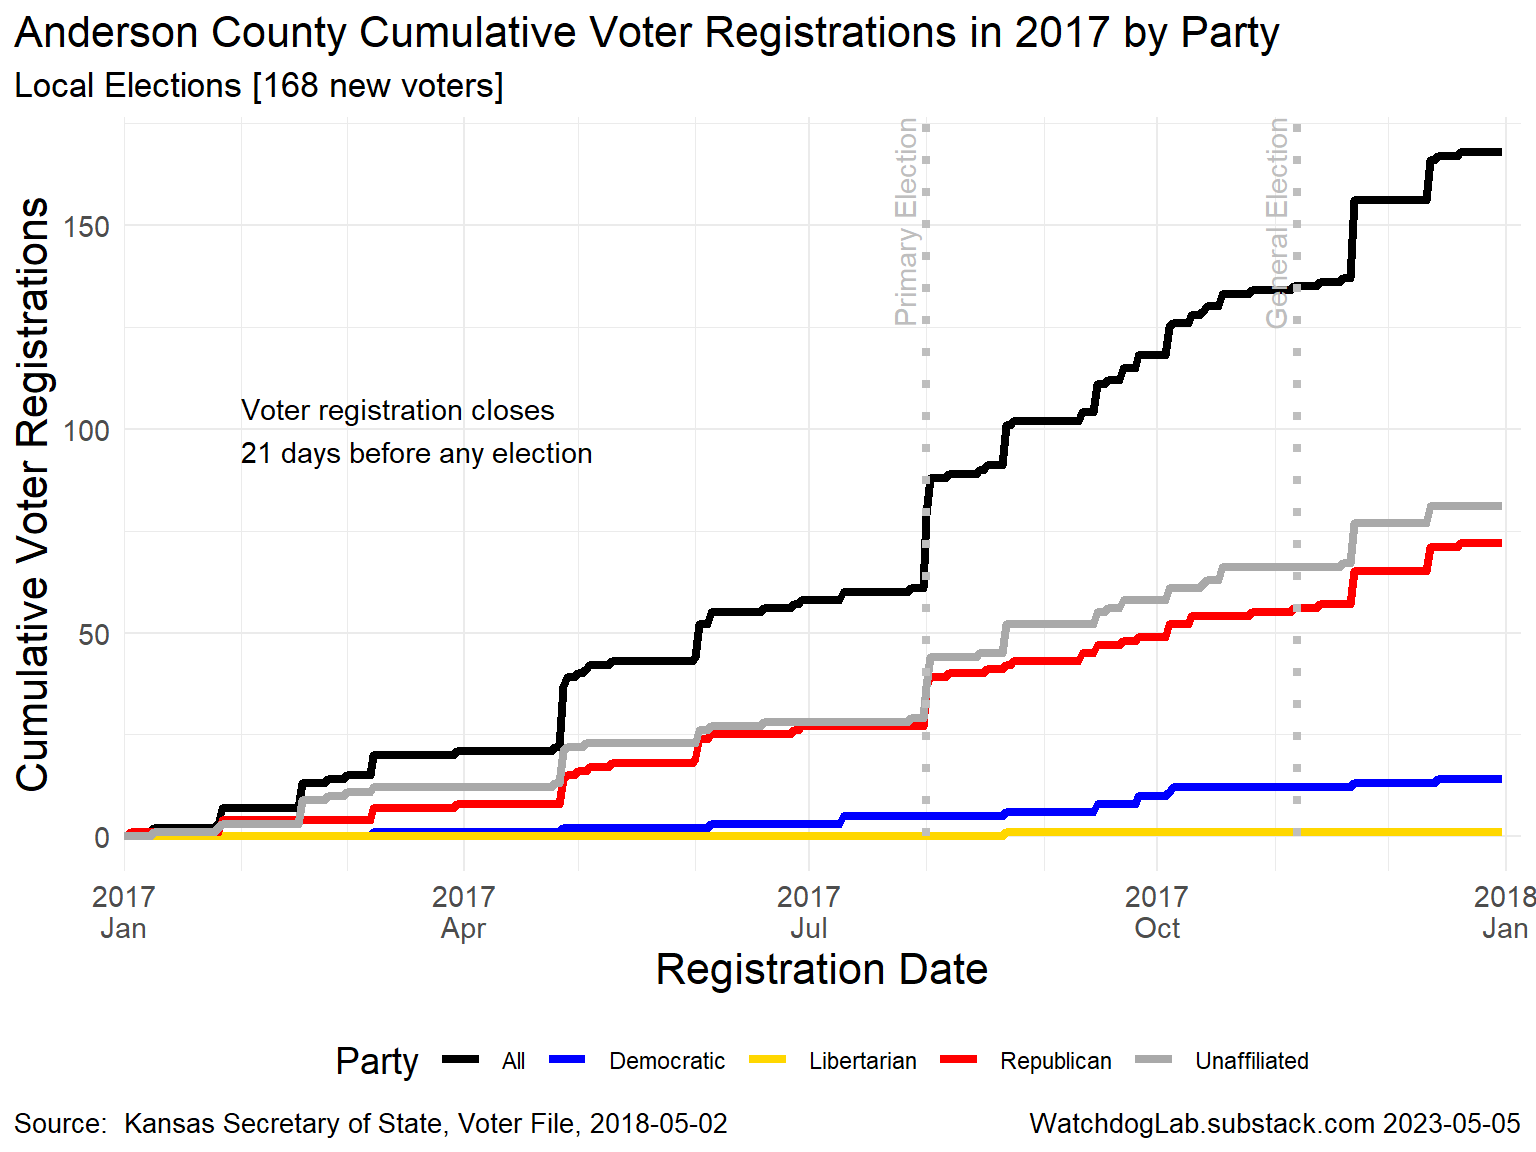 Anderson County Cumulative Voter Registrations in 2017 by Party
Local Elections [168 new voters]
Cumulative Voter Registrations
150
100
50
0
Primary Election
General Election
Voter registration closes
21 days before any election
2017
Jan
2017
Apr
2017
Jul
2017
Oct
2018
Jan
Registration Date
Party
All
Democratic
Libertarian
Republican
Unaffiliated
Source:  Kansas Secretary of State, Voter File, 2018-05-02
WatchdogLab.substack.com 2023-05-05